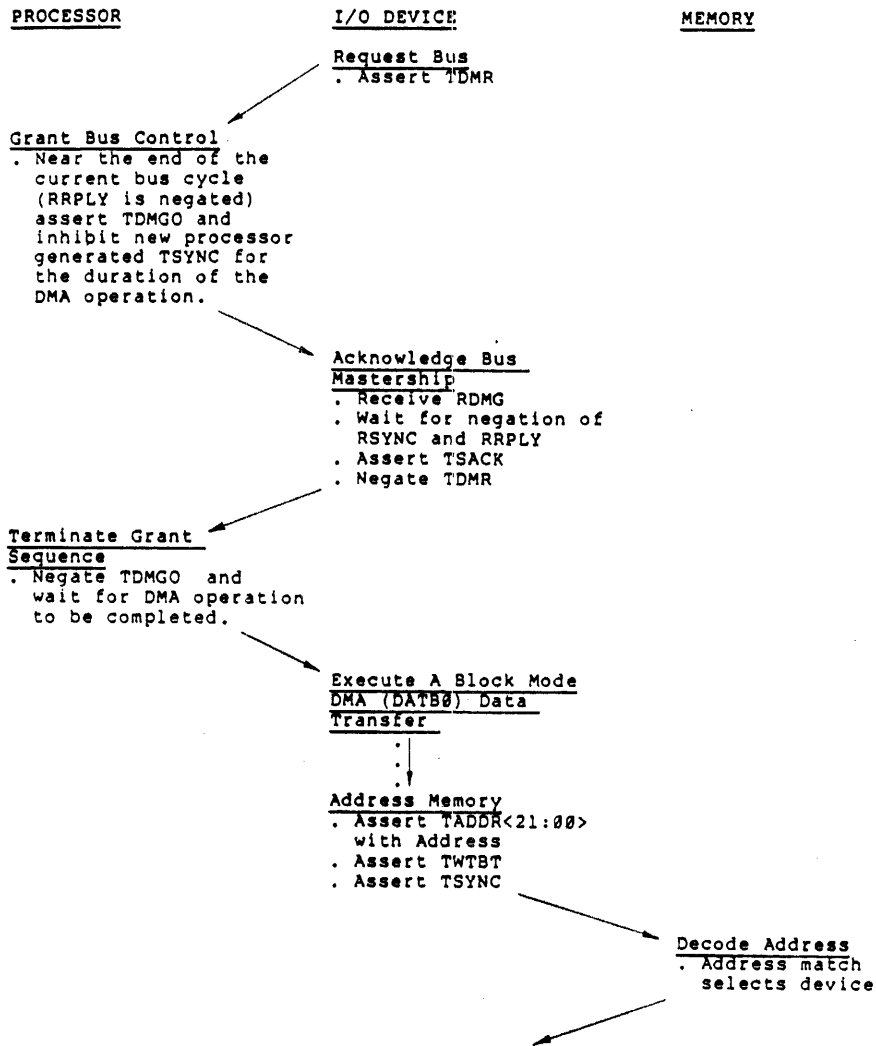 PROCESSOR I/O DEVICE MEMORY
Request Bus
. Assert TDMR
Grant Bus Control
. Near the end of the
current bus cycle
(RRPLY is negated)
assert TDMGO and
inhibit new processor
generated TSYNC for
the duration of the
DMA operation.
Acknowledge Bus
Mastership
. Receive RDMG
. Wait for negation of
RSYNC and RRPLY
. Assert TSACK
. Negate TDMR
Terminate Grant
Sequence
. Negate TDMGO and
wait for DMA operation
to be completed.
Execute A Block Mode
DMA (DATBØ) Data
Transfer
.
.
.
Address Memory
. Assert TADDR<21:ØØ>
with Address
. Assert TWTBT
. Assert TSYNC
Decode Address
. Address match
selects device